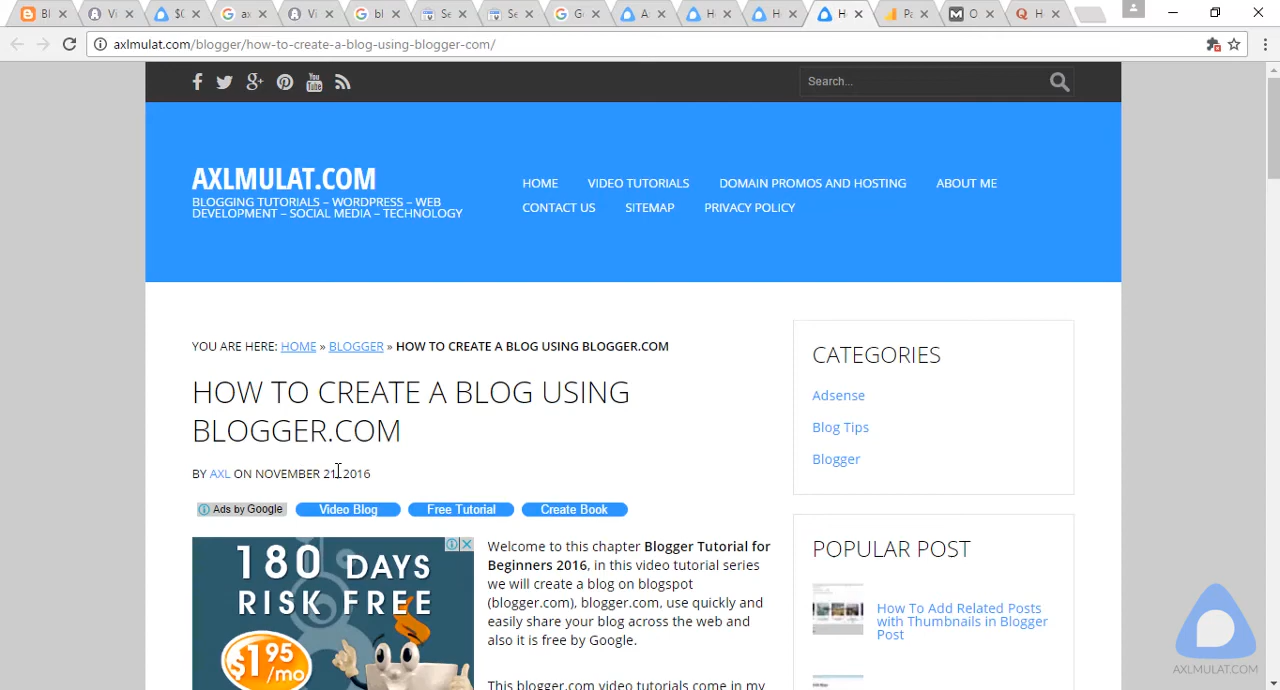 Bl
Vi
$(
a
Vi
bl
Se
Se
G
A
H
H
H
Pa
O
H
axlmulat.com/blogger/how-to-create-a-blog-using-blogger-com/
Search...
AXLMULAT.COM
BLOGGING TUTORIALS – WORDPRESS – WEB
DEVELOPMENT – SOCIAL MEDIA – TECHNOLOGY
HOME VIDEO TUTORIALS DOMAIN PROMOS AND HOSTING ABOUT ME
CONTACT US SITEMAP PRIVACY POLICY
YOU ARE HERE: HOME » BLOGGER » HOW TO CREATE A BLOG USING BLOGGER.COM
HOW TO CREATE A BLOG USING
BLOGGER.COM
BY AXL ON NOVEMBER 21, 2016
Ads by Google Video Blog Free Tutorial Create Book
180 DAYS
RISK FREE
$1.95
/mo
Welcome to this chapter Blogger Tutorial for
Beginners 2016, in this video tutorial series
we will create a blog on blogspot
(blogger.com), blogger.com, use quickly and
easily share your blog across the web and
also it is free by Google.
This blogger.com video tutorials come in my
CATEGORIES
Adsense
Blog Tips
Blogger
POPULAR POST
How To Add Related Posts
with Thumbnails in Blogger
Post
AXLMULAT.COM